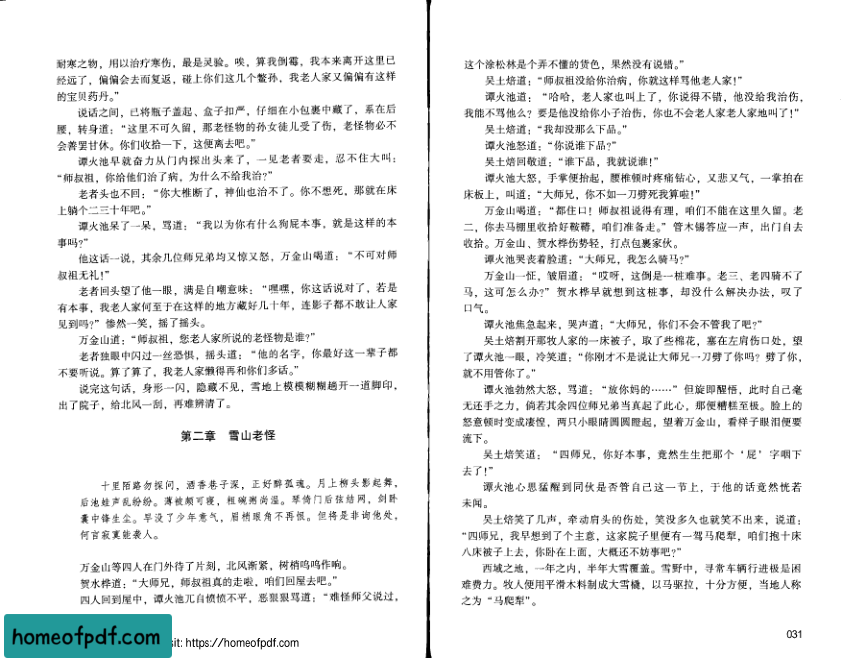 耐寒之物，用以治疗寒伤，最是灵验。唉，算我倒霉，我本来离开这里已
经远了，偏偏会去而复返，碰上你们这几个鳖孙，我老人家又偏偏有这样
的宝贝药丹。”
说话之间，已将瓶子盖起、盒子扣严，仔细在小包裹中藏了，系在后
腰，转身道：“这里不可久留，那老怪物的孙女徒儿受了伤，老怪物必不
会善罢甘休。你们收拾一下，这便离去吧。”
谭火池早就奋力从门内探出头来了，一见老者要走，忍不住大叫：
“师叔祖，你给他们治了病，为什么不给我治?”
老者头也不回：“你大椎断了，神仙也治不了。你不想死，那就在床
上躺个二三十年吧。”
谭火池呆了一呆，骂道：“我以为你有什么狗屁本事，就是这样的本
事吗?”
他这话一说，其余几位师兄弟均又惊又怒，万金山喝道：“不可对师
叔祖无礼!”
老者回头望了他一眼，满是自嘲意味：“嘿嘿，你这话说对了，若是
有本事，我老人家何至于在这样的地方藏好几十年，连影子都不敢让人家
见到吗?”惨然一笑，摇了摇头。
万金山道：“师叔祖，您老人家所说的老怪物是谁?”
老者独眼中闪过一丝恐惧，摇头道：“他的名字，你最好这一辈子都
不要听说。算了算了，我老人家懒得再和你们多话。”
说完这句话，身形一闪，隐藏不见，雪地上模模糊糊趟开一道脚印，
出了院子，给北风一刮，再难辨清了。
第二章 雪山老怪
十里陌路勿探问，酒香巷子深，正好醉孤魂。月上柳头影起舞，
后池蛙声乱纷纷。薄被颇可寝，粗碗粥尚温。琴倚门后弦结网，剑卧
囊中锋生尘。早没了少年意气，眉梢眼角不再恨。但将是非询他处，
何言寂寞能袭人。
万金山等四人在门外待了片刻，北风渐紧，树梢呜呜作响。
贺水桦道：“大师兄，师叔祖真的走啦，咱们回屋去吧。”
四人回到屋中，谭火池兀自愤愤不平，恶狠狠骂道：“难怪师父说过，
这个涂松林是个弄不懂的货色，果然没有说错。”
吴土焙道：“师叔祖没给你治病，你就这样骂他老人家!”
谭火池道：“哈哈，老人家也叫上了，你说得不错，他没给我治伤，
我能不骂他么? 要是他没给你小子治伤，你也不会老人家老人家地叫了!”
吴土焙道：“我却没那么下品。”
谭火池怒道：“你说谁下品?”
吴土焙回敬道：“谁下品，我就说谁!”
谭火池大怒，手掌便抬起，腰椎顿时疼痛钻心，又悲又气，一掌拍在
床板上，叫道：“大师兄，你不如一刀劈死我算啦!”
万金山喝道：“都住口! 师叔祖说得有理，咱们不能在这里久留。老
二，你去马棚里收拾好鞍鞯，咱们准备走。”管木锡答应一声，出门自去
收拾。万金山、贺水桦伤势轻，打点包裹家伙。
谭火池哭丧着脸道：“大师兄，我怎么骑马?”
万金山一怔，皱眉道：“哎呀，这倒是一桩难事。老三、老四骑不了
马，这可怎么办?”贺水桦早就想到这桩事，却没什么解决办法，叹了
口气。
谭火池焦急起来，哭声道：“大师兄，你们不会不管我了吧?”
吴土焙割开那牧人家的一床被子，取了些棉花，塞在左肩伤口处，望
了谭火池一眼，冷笑道：“你刚才不是说让大师兄一刀劈了你吗? 劈了你，
就不用管你了。”
谭火池勃然大怒，骂道：“放你妈的……”但旋即醒悟，此时自己毫
无还手之力，倘若其余四位师兄弟当真起了此心，那便糟糕至极。脸上的
怒意顿时变成凄惶，两只小眼睛圆圆瞪起，望着万金山，看样子眼泪便要
流下。
吴土焙笑道：“四师兄，你好本事，竟然生生把那个‘屁’字咽下
去了!”
谭火池心思猛醒到同伙是否管自己这一节上，于他的话竟然恍若
未闻。
吴土焙笑了几声，牵动肩头的伤处，笑没多久也就笑不出来，说道：
“四师兄，我早想到了个主意，这家院子里便有一驾马爬犁，咱们抱十床
八床被子上去，你卧在上面，大概还不妨事吧?”
西域之地，一年之内，半年大雪覆盖。雪野中，寻常车辆行进极是困
难费力。牧人便用平滑木料制成大雪橇，以马驱拉，十分方便，当地人称
之为“马爬犁”。
031
homeofpdf.com
sit: https://homeofpdf.com